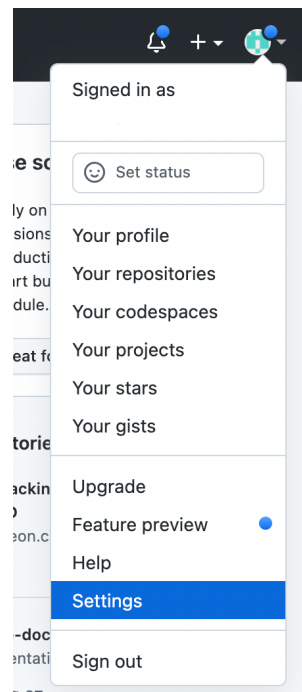 Signed in as
Set status
Your profile
Your repositories
Your codespaces
Your projects
Your stars
Your gists
Upgrade
Feature preview
Help
Settings
Sign out